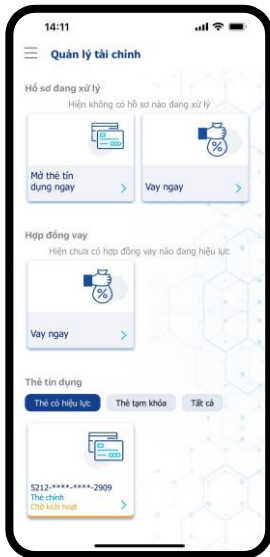 14:11
Quản lý tài chính
Hồ sơ đang xử lý
Hiện không có hồ sơ nào đang xử lý
Mở thẻ tín
dụng ngay
Vay ngay
Hợp đồng vay
Hiện chưa có hợp đồng vay nào đang hiệu lực
Vay ngay
Thẻ tín dụng
Thẻ có hiệu lực
Thẻ tạm khóa
Tất cả
5212-****-****-2909
Thẻ chính
Chờ kích hoạt